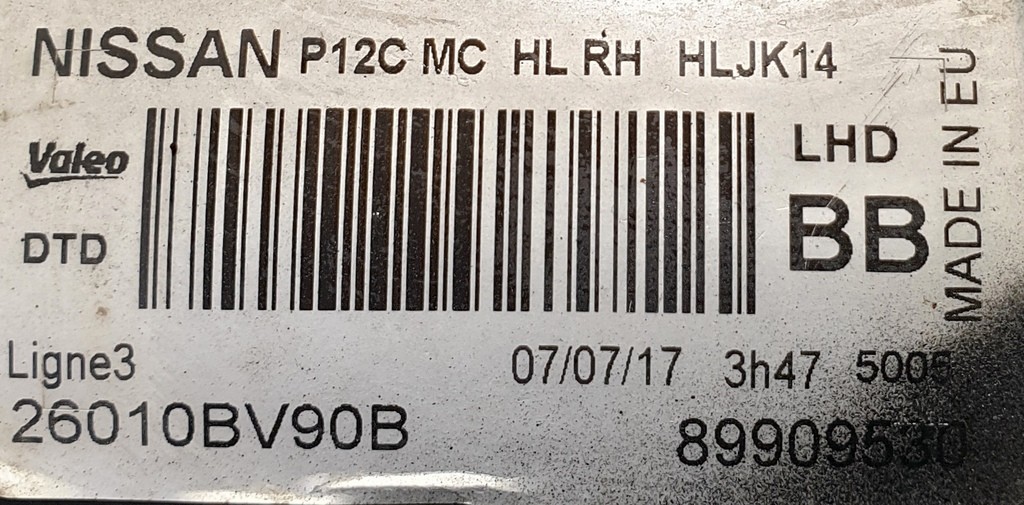 NISSAN P12C MC HL RH HLJK14
Valeo
LHD
BB
DTD
MADE IN EU
Ligne3 07/07/17 3h47 5005
26010BV90B 89909530